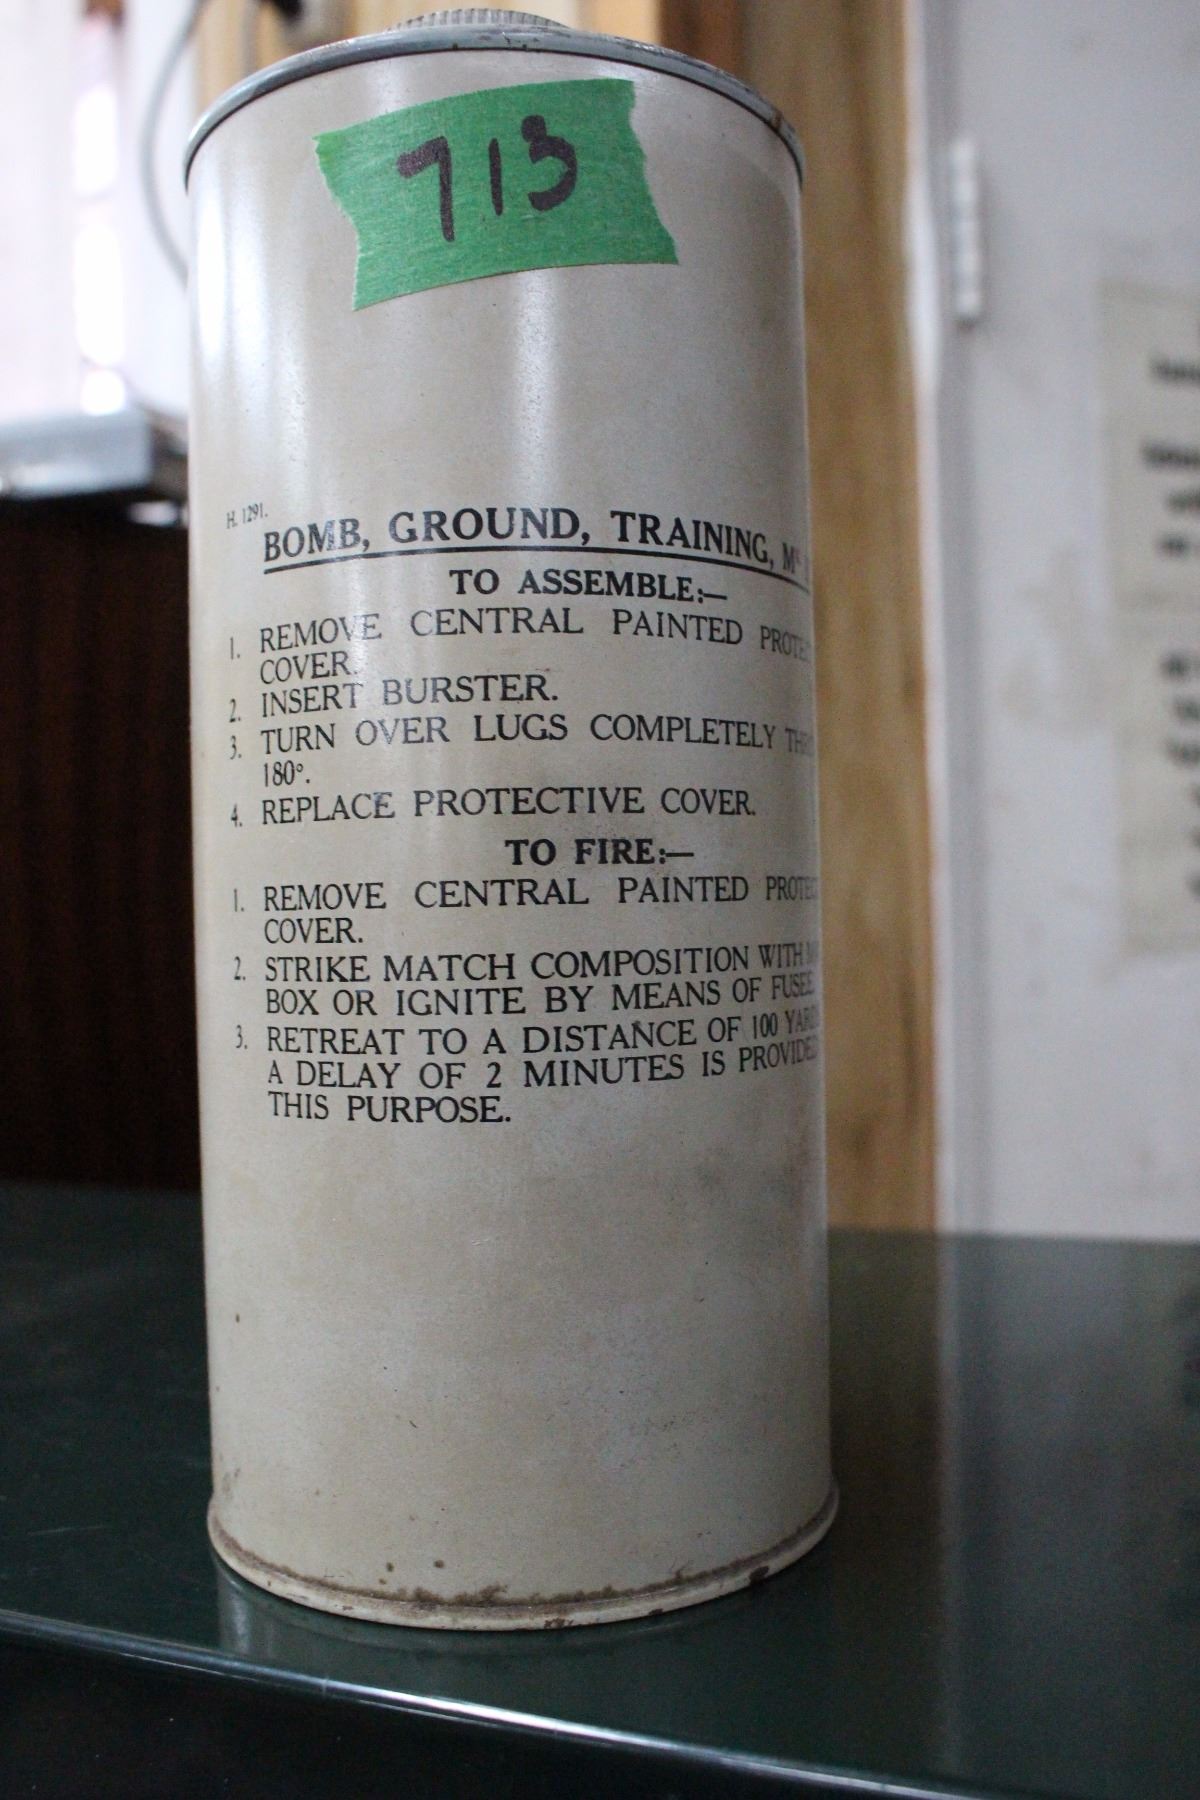 713
H. 1291.
BOMB, GROUND, TRAINING,
TO ASSEMBLE:—
1. REMOVE CENTRAL PAINTED
COVER.
2. INSERT BURSTER.
3. TURN OVER LUGS COMPLETELY
180°.
4. REPLACE PROTECTIVE COVER.
TO FIRE:—
1. REMOVE CENTRAL PAINTED
COVER.
2. STRIKE MATCH COMPOSITION WITH
BOX OR IGNITE BY MEANS OF FUSEE
3. RETREAT TO A DISTANCE OF 100
A DELAY OF 2 MINUTES IS PROVIDED
THIS PURPOSE.